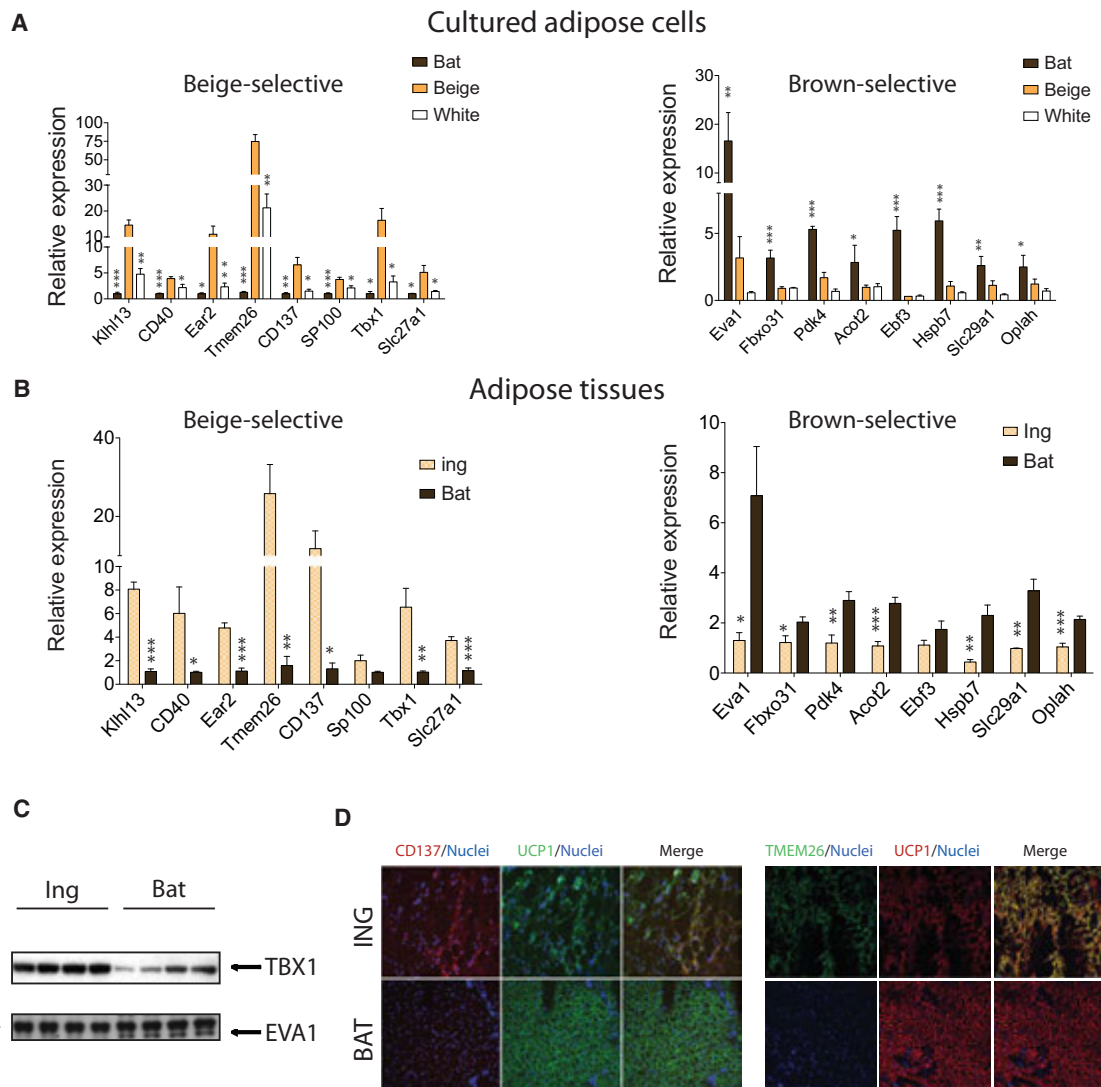 A
Cultured adipose cells
Beige-selective
Bat
Beige
White
Relative expression
100
75
50
30
20
10
10
5
0
***
**
***
*
*
**
***
**
**
*
***
*
*
*
*
*
Klhl13
CD40
Ear2
Tmem26
CD137
SP100
Tbx1
Slc27a1
Brown-selective
Bat
Beige
White
Relative expression
30
20
10
5
0
**
***
***
*
***
***
**
*
Eva1
Fbxo31
Pdk4
Acot2
Ebf3
Hspb7
Slc29a1
Oplah
B
Adipose tissues
Beige-selective
ing
Bat
Relative expression
40
20
10
8
6
4
2
0
***
*
***
**
*
**
***
Klhl13
CD40
Ear2
Tmem26
CD137
Sp100
Tbx1
Slc27a1
Brown-selective
Ing
Bat
Relative expression
10
8
6
4
2
0
*
*
**
***
**
**
***
Eva1
Fbxo31
Pdk4
Acot2
Ebf3
Hspb7
Slc29a1
Oplah
C
Ing
Bat
TBX1
EVA1
D
CD137/Nuclei
UCP1/Nuclei
Merge
TMEM26/Nuclei
UCP1/Nuclei
Merge
ING
BAT